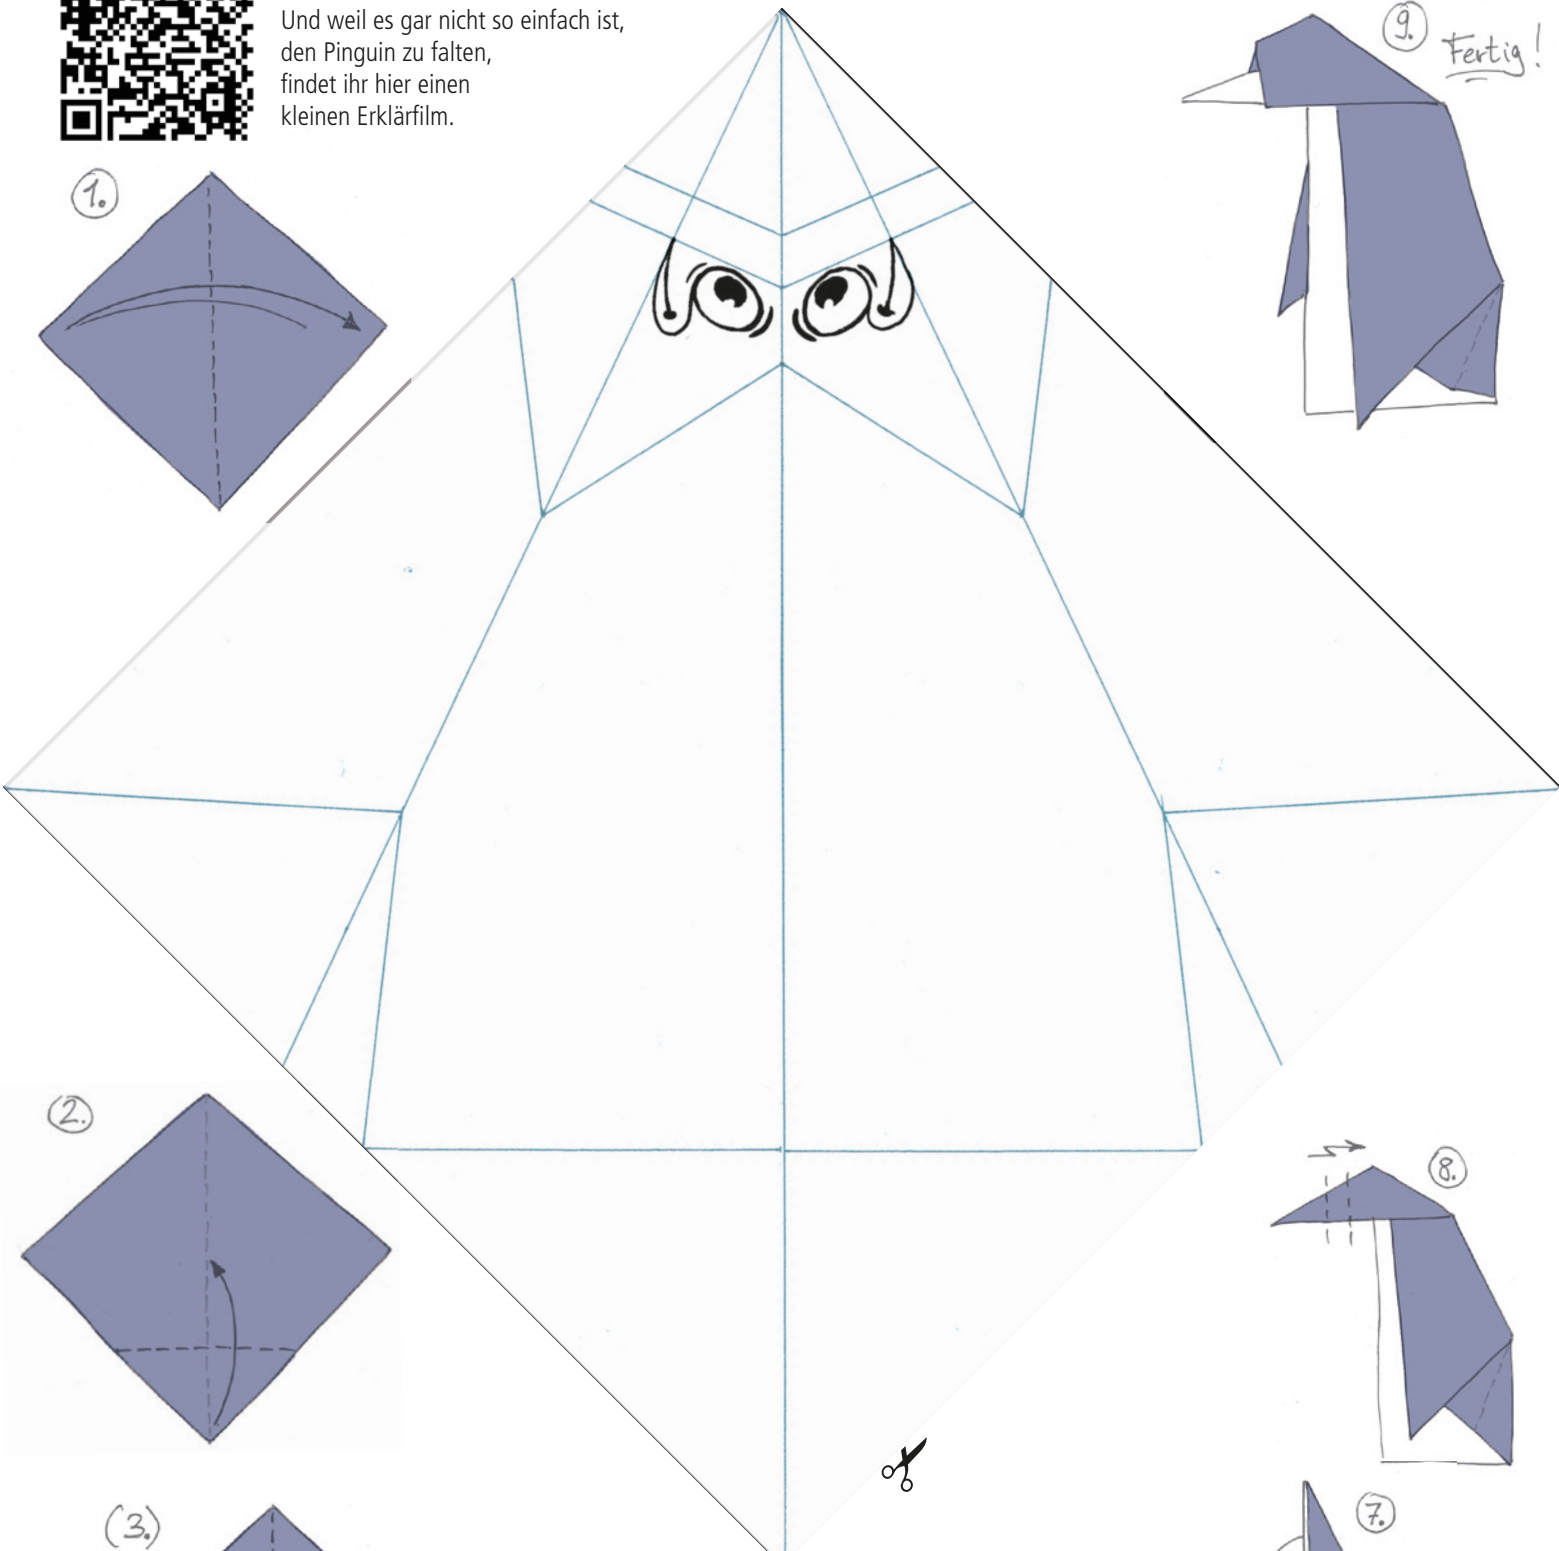 Und weil es gar nicht so einfach ist,
den Pinguin zu falten,
findet ihr hier einen
kleinen Erklärfilm.
1.
2.
(3.)
7.
8.
9.
Fertig!